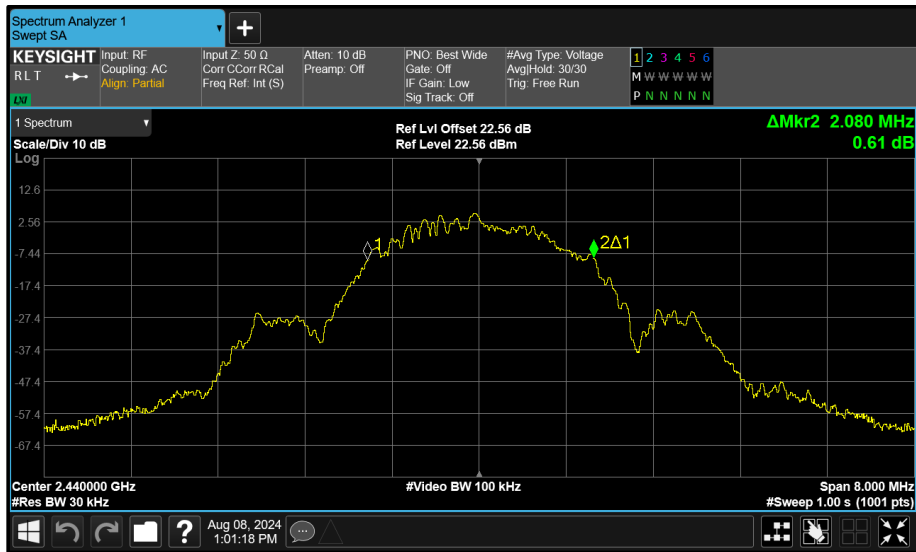 Spectrum Analyzer 1
Swept SA
+
KEYSIGHT
RLT
LXI
Input: RF
Coupling: AC
Align: Partial
Input Z: 50 Ω
Corr CCorr RCal
Freq Ref: Int (S)
Atten: 10 dB
Preamp: Off
PNO: Best Wide
Gate: Off
IF Gain: Low
Sig Track: Off
#Avg Type: Voltage
Avg|Hold: 30/30
Trig: Free Run
1 2 3 4 5 6
M W W W W W
P N N N N N
1 Spectrum
Scale/Div 10 dB
Ref Lvl Offset 22.56 dB
Ref Level 22.56 dBm
ΔMkr2 2.080 MHz
0.61 dB
Log
12.6
2.56
-7.44
-17.4
-27.4
-37.4
-47.4
-57.4
-67.4
1
2Δ1
Center 2.440000 GHz
#Video BW 100 kHz
Span 8.000 MHz
#Res BW 30 kHz
#Sweep 1.00 s (1001 pts)
?
Aug 08, 2024
1:01:18 PM